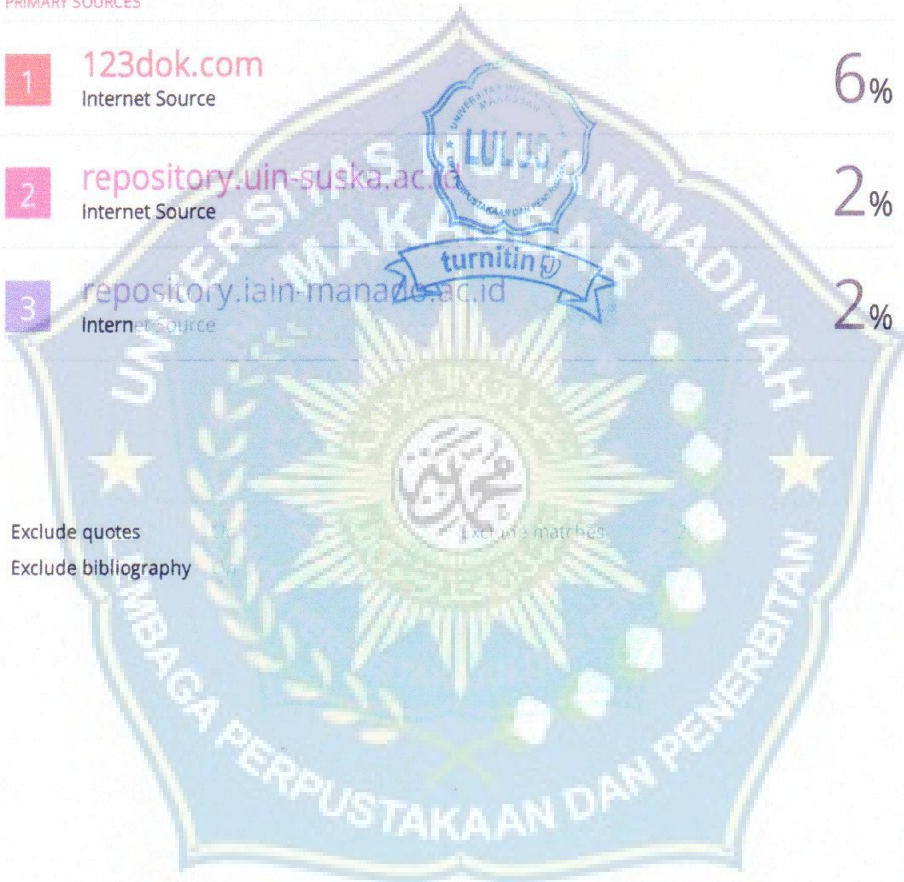 PRIMARY SOURCES
1
123dok.com
6%
Internet Source
2
repository.uin-suska.ac.id
2%
Internet Source
3
repository.iain-manado.ac.id
2%
Internet Source
LULUS
turnitin
UNIVERSITAS MUHAMMADIYAH
MAKASSAR
محمد
Exclude quotes
Exclude matches
Exclude bibliography
LEMBAGA PERPUSTAKAAN DAN PENERBITAN